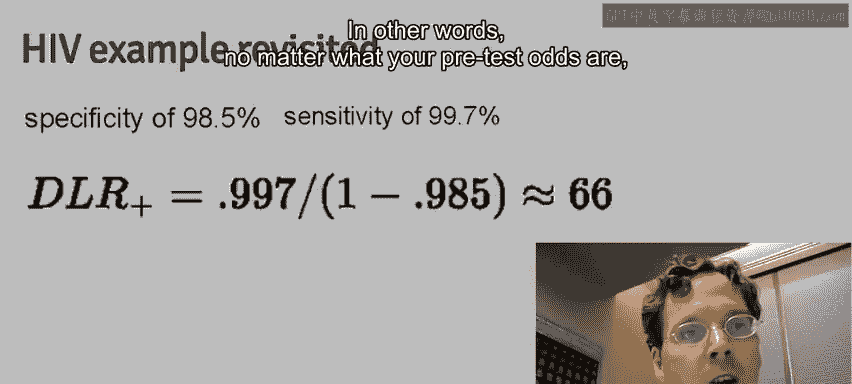 In other words,
HIV example revisited
no matter what your pre-test odds are,
specificity of 98.5% sensitivity of 99.7%
DLR₊ = .997/(1 − .985) ≈ 66